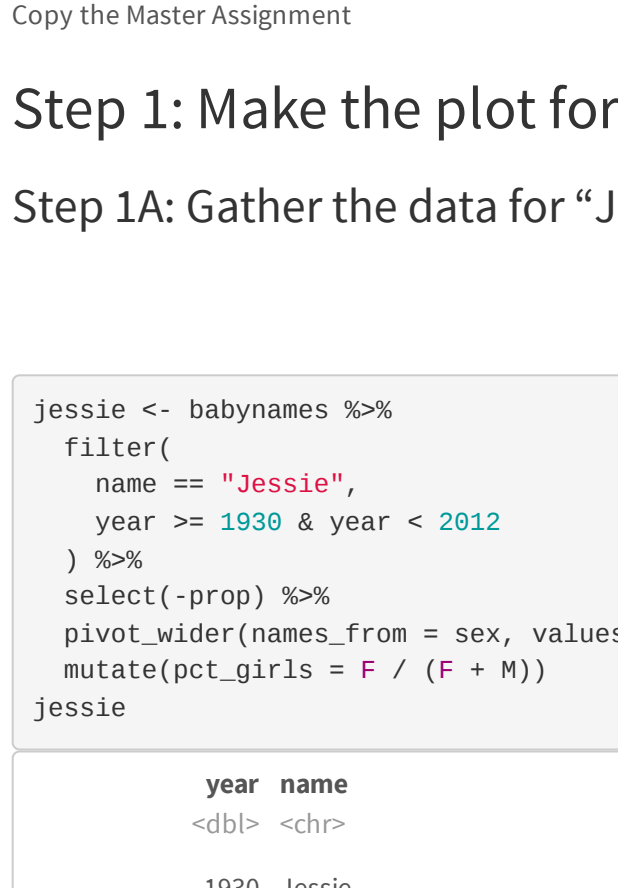 Copy the Master Assignment
Step 1: Make the plot for
Step 1A: Gather the data for “J
jessie <- babynames %>%
filter(
name == "Jessie",
year >= 1930 & year < 2012
) %>%
select(-prop) %>%
pivot_wider(names_from = sex, values
mutate(pct_girls = F / (F + M))
jessie
year name
<dbl> <chr>
1930 Jessie